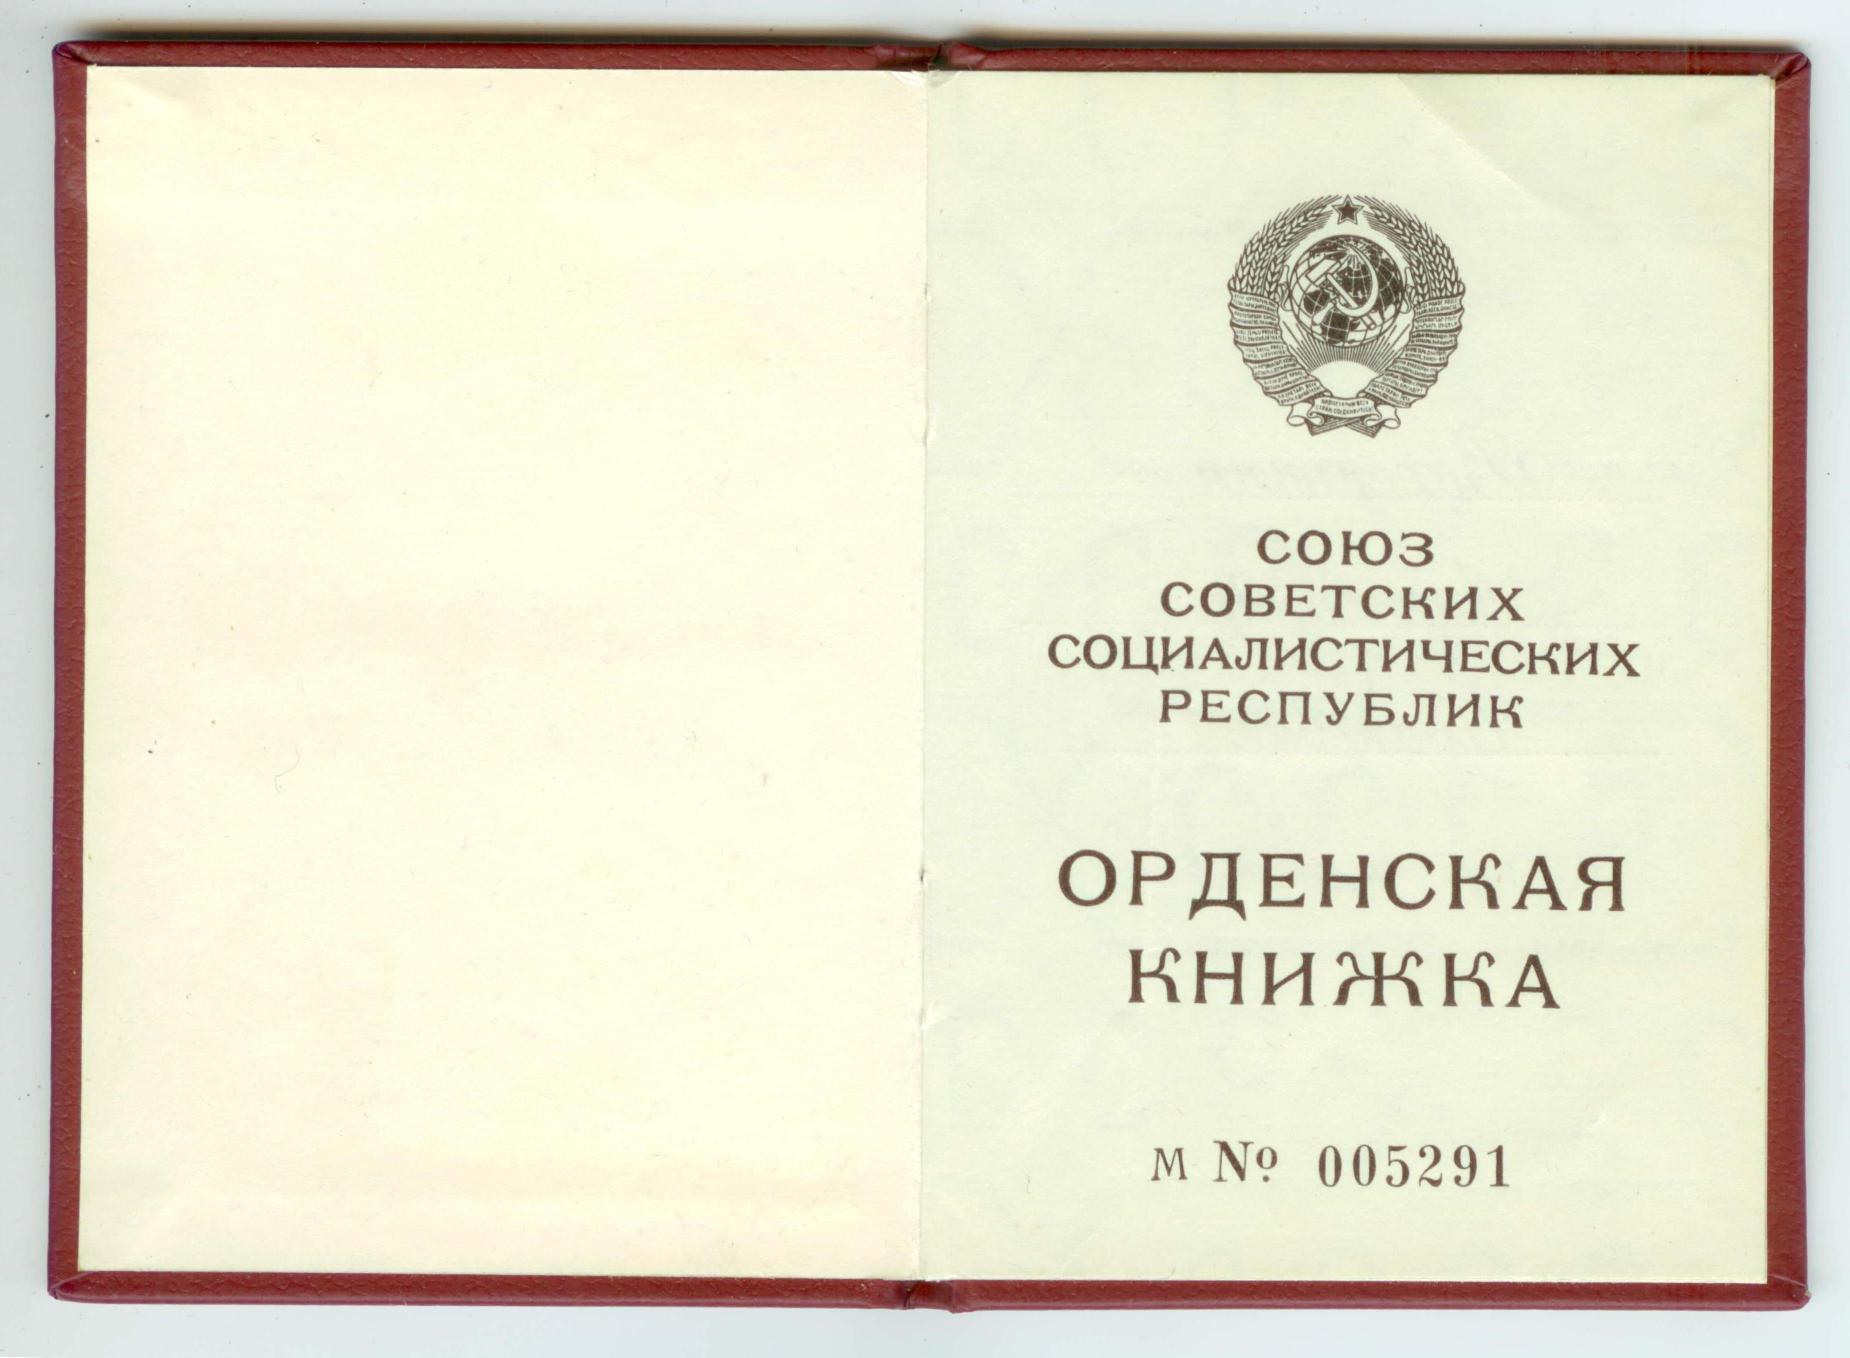 СОЮЗ
СОВЕТСКИХ
СОЦИАЛИСТИЧЕСКИХ
РЕСПУБЛИК
ОРДЕНСКАЯ
КНИЖКА
М № 005291